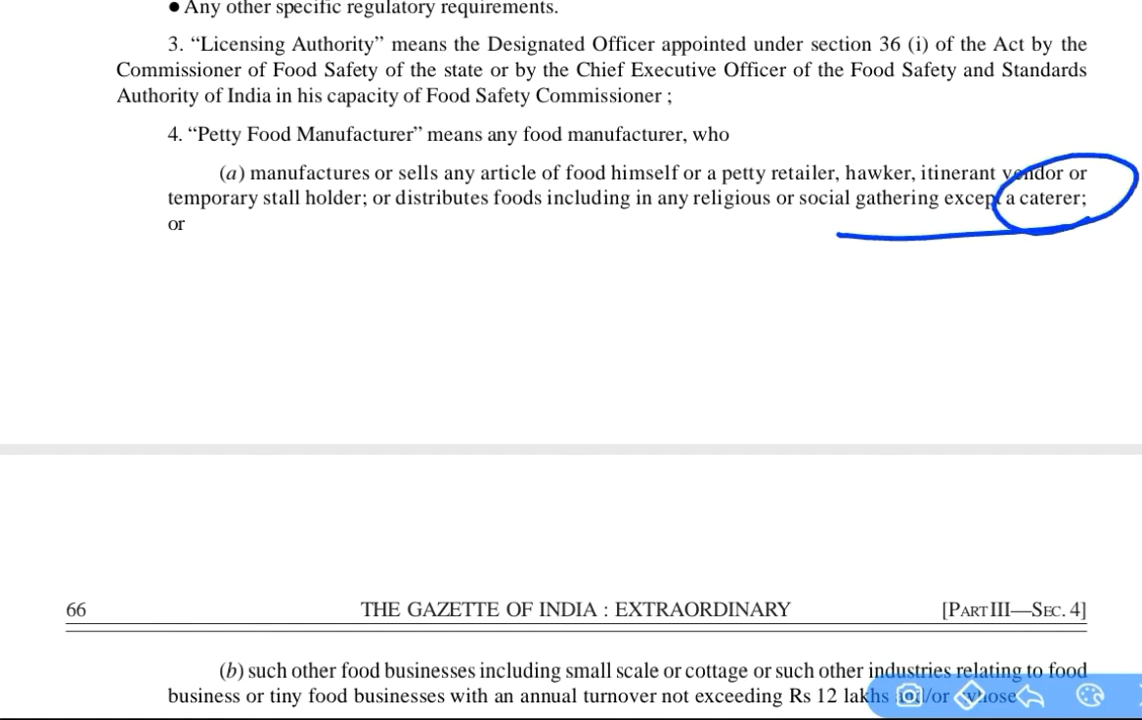 ● Any other specific regulatory requirements.
3. “Licensing Authority” means the Designated Officer appointed under section 36 (i) of the Act by the
Commissioner of Food Safety of the state or by the Chief Executive Officer of the Food Safety and Standards
Authority of India in his capacity of Food Safety Commissioner ;
4. “Petty Food Manufacturer” means any food manufacturer, who
(a) manufactures or sells any article of food himself or a petty retailer, hawker, itinerant vendor or
temporary stall holder; or distributes foods including in any religious or social gathering except a caterer;
or
66 THE GAZETTE OF INDIA : EXTRAORDINARY [PART III—SEC. 4]
(b) such other food businesses including small scale or cottage or such other industries relating to food
business or tiny food businesses with an annual turnover not exceeding Rs 12 lakhs and/or whose